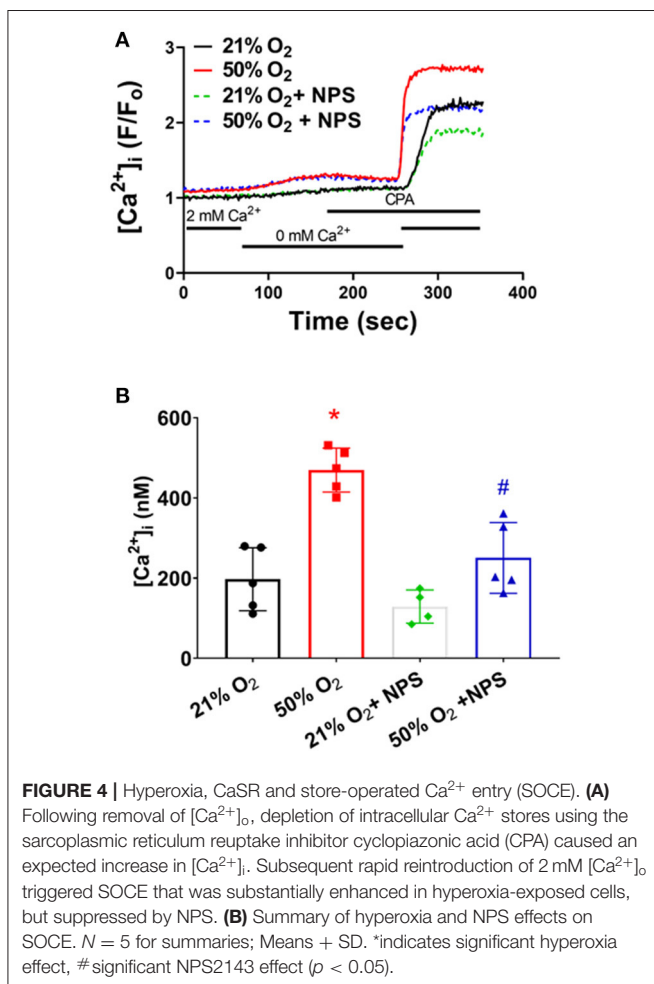 A
21% O₂
50% O₂
21% O₂+ NPS
50% O₂ + NPS
[Ca²⁺]ᵢ (F/Fₒ)
3
2
1
0
CPA
2 mM Ca²⁺
0 mM Ca²⁺
0 100 200 300 400
Time (sec)
B
[Ca²⁺]ᵢ (nM)
600
400
200
0
*
#
21% O₂
50% O₂
21% O₂+ NPS
50% O₂ +NPS
FIGURE 4 | Hyperoxia, CaSR and store-operated Ca²⁺ entry (SOCE). (A)
Following removal of [Ca²⁺]ₒ, depletion of intracellular Ca²⁺ stores using the
sarcoplasmic reticulum reuptake inhibitor cyclopiazonic acid (CPA) caused an
expected increase in [Ca²⁺]ᵢ. Subsequent rapid reintroduction of 2 mM [Ca²⁺]ₒ
triggered SOCE that was substantially enhanced in hyperoxia-exposed cells,
but suppressed by NPS. (B) Summary of hyperoxia and NPS effects on
SOCE. N = 5 for summaries; Means + SD. *indicates significant hyperoxia
effect, #significant NPS2143 effect (p < 0.05).